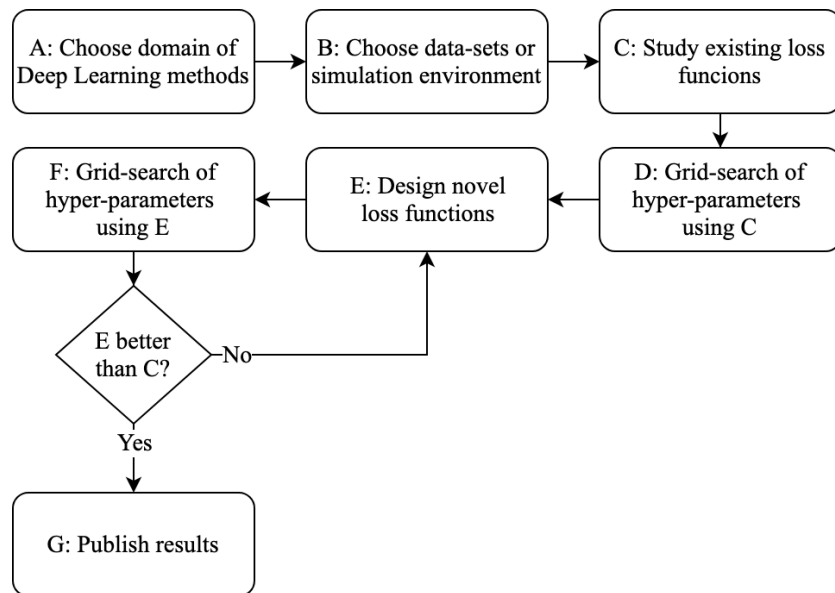 A: Choose domain of
Deep Learning methods
B: Choose data-sets or
simulation environment
C: Study existing loss
funcions
D: Grid-search of
hyper-parameters
using C
E: Design novel
loss functions
F: Grid-search of
hyper-parameters
using E
E better
than C?
No
Yes
G: Publish results